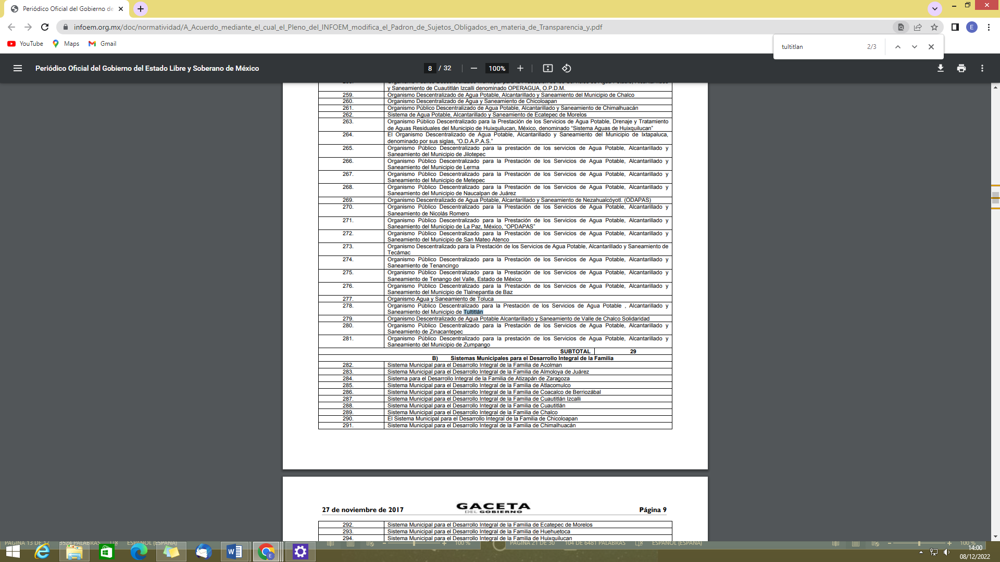 Periódico Oficial del Gobierno de
infoem.org.mx/doc/normatividad/A_Acuerdo_mediante_el_cual_el_Pleno_del_INFOEM_modifica_el_Padron_de_Sujetos_Obligados_en_materia_de_Transparencia_y.pdf
E
YouTube
Maps
Gmail
tultitlan 2/3
Periódico Oficial del Gobierno del Estado Libre y Soberano de México
8 / 32
100%
y Saneamiento de Cuautitlán Izcalli denominado OPERAGUA, O.P.D.M.
259. Organismo Descentralizado de Agua Potable, Alcantarillado y Saneamiento del Municipio de Chalco
260. Organismo Descentralizado de Agua y Saneamiento de Chicoloapan
261. Organismo Público Descentralizado de Agua Potable, Alcantarillado y Saneamiento de Chimalhuacán
262. Sistema de Agua Potable, Alcantarillado y Saneamiento de Ecatepec de Morelos
263. Organismo Público Descentralizado para la Prestación de los Servicios de Agua Potable, Drenaje y Tratamiento
de Aguas Residuales del Municipio de Huixquilucan, México, denominado “Sistema Aguas de Huixquilucan”
264. El Organismo Descentralizado de Agua Potable, Alcantarillado y Saneamiento del Municipio de Ixtapaluca,
denominado por sus siglas, “O.D.A.P.A.S.”
265. Organismo Público Descentralizado para la prestación de los servicios de Agua Potable, Alcantarillado y
Saneamiento del Municipio de Jilotepec
266. Organismo Público Descentralizado para la Prestación de los Servicios de Agua Potable, Alcantarillado y
Saneamiento del Municipio de Lerma
267. Organismo Público Descentralizado para la Prestación de los Servicios de Agua Potable, Alcantarillado y
Saneamiento del Municipio de Metepec
268. Organismo Público Descentralizado para la Prestación de los Servicios de Agua Potable, Alcantarillado y
Saneamiento del Municipio de Naucalpan de Juárez
269. Organismo Descentralizado de Agua Potable, Alcantarillado y Saneamiento de Nezahualcóyotl. (ODAPAS)
270. Organismo Público Descentralizado para la Prestación de los Servicios de Agua Potable, Alcantarillado y
Saneamiento de Nicolás Romero
271. Organismo Público Descentralizado para la Prestación de los Servicios de Agua Potable, Alcantarillado y
Saneamiento del Municipio de La Paz, México, “OPDAPAS”
272. Organismo Público Descentralizado para la Prestación de los Servicios de Agua Potable, Alcantarillado y
Saneamiento del Municipio de San Mateo Atenco
273. Organismo Descentralizado para la Prestación de los Servicios de Agua Potable, Alcantarillado y Saneamiento de
Tecámac
274. Organismo Público Descentralizado para la Prestación de los Servicios de Agua Potable, Alcantarillado y
Saneamiento de Tenancingo
275. Organismo Público Descentralizado para la Prestación de los Servicios de Agua Potable, Alcantarillado y
Saneamiento de Tenango del Valle, Estado de México
276. Organismo Público Descentralizado para la Prestación de los Servicios de Agua Potable, Alcantarillado y
Saneamiento del Municipio de Tlalnepantla de Baz
277. Organismo Agua y Saneamiento de Toluca
278. Organismo Público Descentralizado para la Prestación de los Servicios de Agua Potable , Alcantarillado y
Saneamiento del Municipio de Tultitlán
279. Organismo Descentralizado de Agua Potable Alcantarillado y Saneamiento de Valle de Chalco Solidaridad
280. Organismo Público Descentralizado para la Prestación de los Servicios de Agua Potable, Alcantarillado y
Saneamiento de Zinacantepec
281. Organismo Público Descentralizado para la prestación de los Servicios de Agua Potable, Alcantarillado y
Saneamiento del Municipio de Zumpango
SUBTOTAL 29
B) Sistemas Municipales para el Desarrollo Integral de la Familia
282. Sistema Municipal para el Desarrollo Integral de la Familia de Acolman
283. Sistema Municipal para el Desarrollo Integral de la Familia de Almoloya de Juárez
284. Sistema para el Desarrollo Integral de la Familia de Atizapán de Zaragoza
285. Sistema Municipal para el Desarrollo Integral de la Familia de Atlacomulco
286. Sistema Municipal para el Desarrollo Integral de la Familia de Coacalco de Berriozábal
287. Sistema Municipal para el Desarrollo Integral de la Familia de Cuautitlán Izcalli
288. Sistema Municipal para el Desarrollo Integral de la Familia de Cuautitlán
289. Sistema Municipal para el Desarrollo Integral de la Familia de Chalco
290. El Sistema Municipal para el Desarrollo Integral de la Familia de Chicoloapan
291. Sistema Municipal para el Desarrollo Integral de la Familia de Chimalhuacán
27 de noviembre de 2017 GACETA DEL GOBIERNO Página 9
292. Sistema Municipal para el Desarrollo Integral de la Familia de Ecatepec de Morelos
293. Sistema Municipal para el Desarrollo Integral de la Familia de Huehuetoca
294. Sistema Municipal para el Desarrollo Integral de la Familia de Huixquilucan
PÁGINA 13 DE 17 3524 PALABRAS ESPAÑOL (ESPAÑA) 100 % PÁGINA 21 DE 30 104 DE 6481 PALABRAS ESPAÑOL (ESPAÑA) 100 %
14:00
08/12/2022